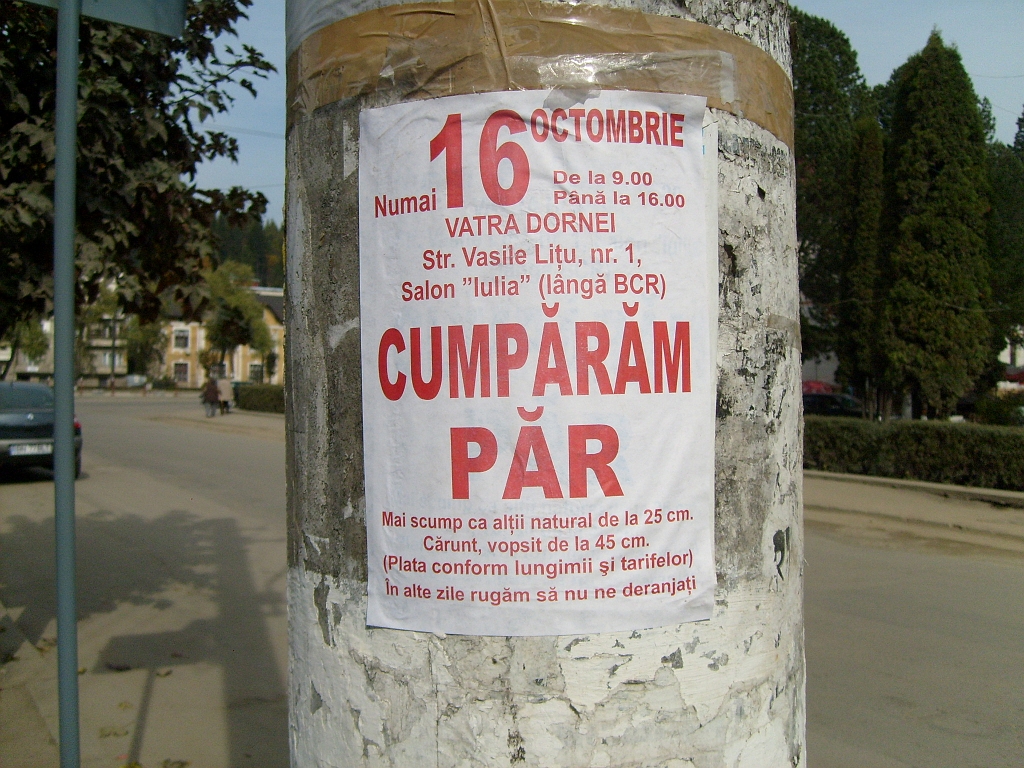 16 OCTOMBRIE
Numai De la 9.00
Până la 16.00
VATRA DORNEI
Str. Vasile Lițu, nr. 1,
Salon ”Iulia” (lângă BCR)
CUMPĂRĂM
PĂR
Mai scump ca alții natural de la 25 cm.
Cărunt, vopsit de la 45 cm.
(Plata conform lungimii şi tarifelor)
În alte zile rugăm să nu ne deranjați